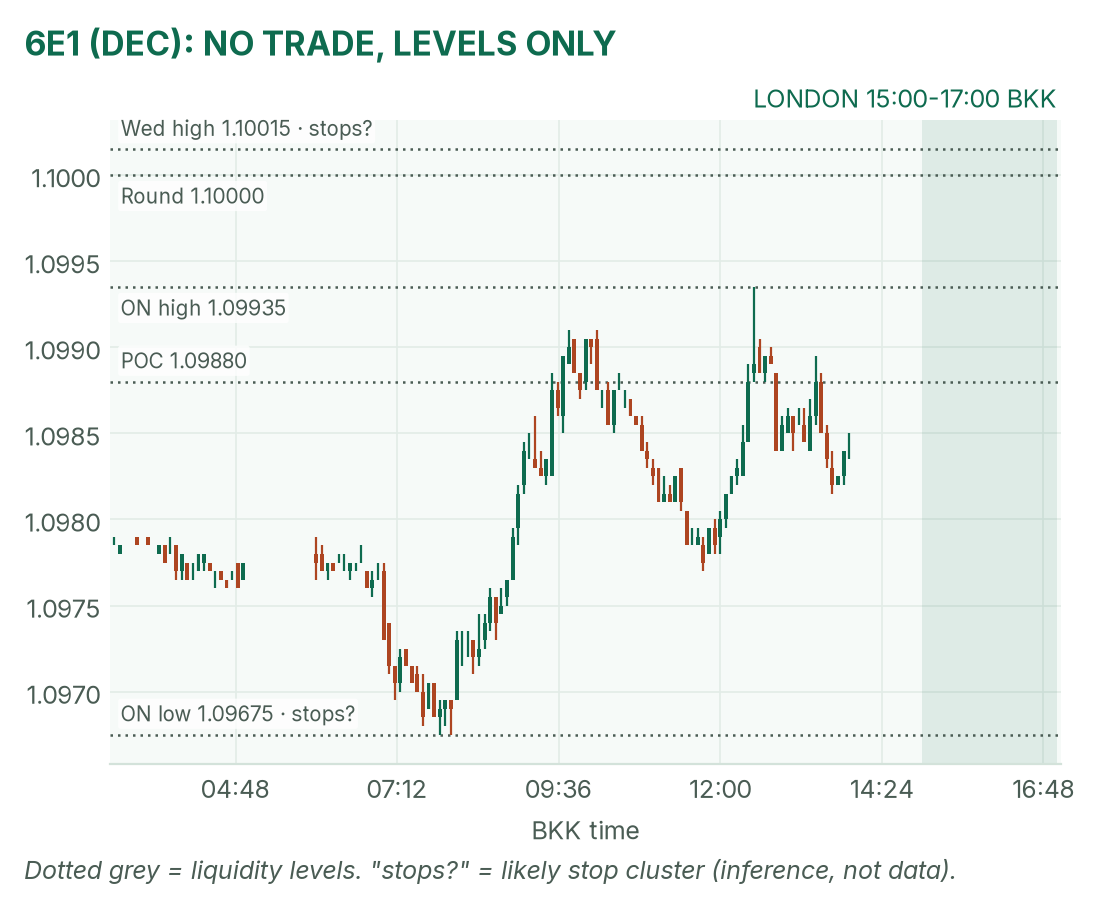 6E1 (DEC): NO TRADE, LEVELS ONLY
LONDON 15:00-17:00 BKK
Wed high 1.10015 · stops?
1.1000
Round 1.10000
1.0995
ON high 1.09935
1.0990
POC 1.09880
1.0985
1.0980
1.0975
1.0970
ON low 1.09675 · stops?
04:48 07:12 09:36 12:00 14:24 16:48
BKK time
Dotted grey = liquidity levels. "stops?" = likely stop cluster (inference, not data).